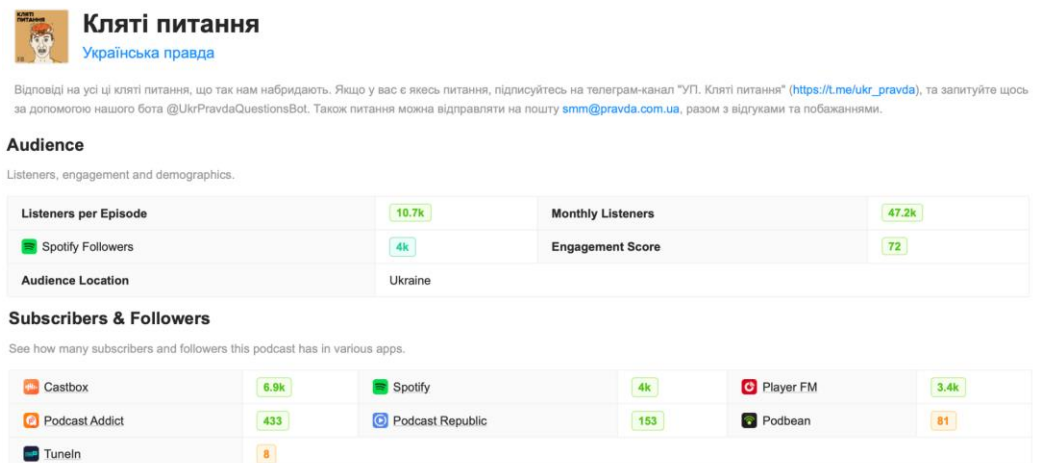 КЛЯТІ
ПИТАННЯ
Кляті питання
Українська правда
Відповіді на усі ці кляті питання, що так нам набридають. Якщо у вас є якесь питання, підписуйтесь на телеграм-канал "УП. Кляті питання" (https://t.me/ukr_pravda), та запитуйте щось
за допомогою нашого бота @UkrPravdaQuestionsBot. Також питання можна відправляти на пошту smm@pravda.com.ua, разом з відгуками та побажаннями.
Audience
Listeners, engagement and demographics.
Listeners per Episode 10.7k Monthly Listeners 47.2k
Spotify Followers 4k Engagement Score 72
Audience Location Ukraine
Subscribers & Followers
See how many subscribers and followers this podcast has in various apps.
Castbox 6.9k Spotify 4k Player FM 3.4k
Podcast Addict 433 Podcast Republic 153 Podbean 81
TuneIn 8